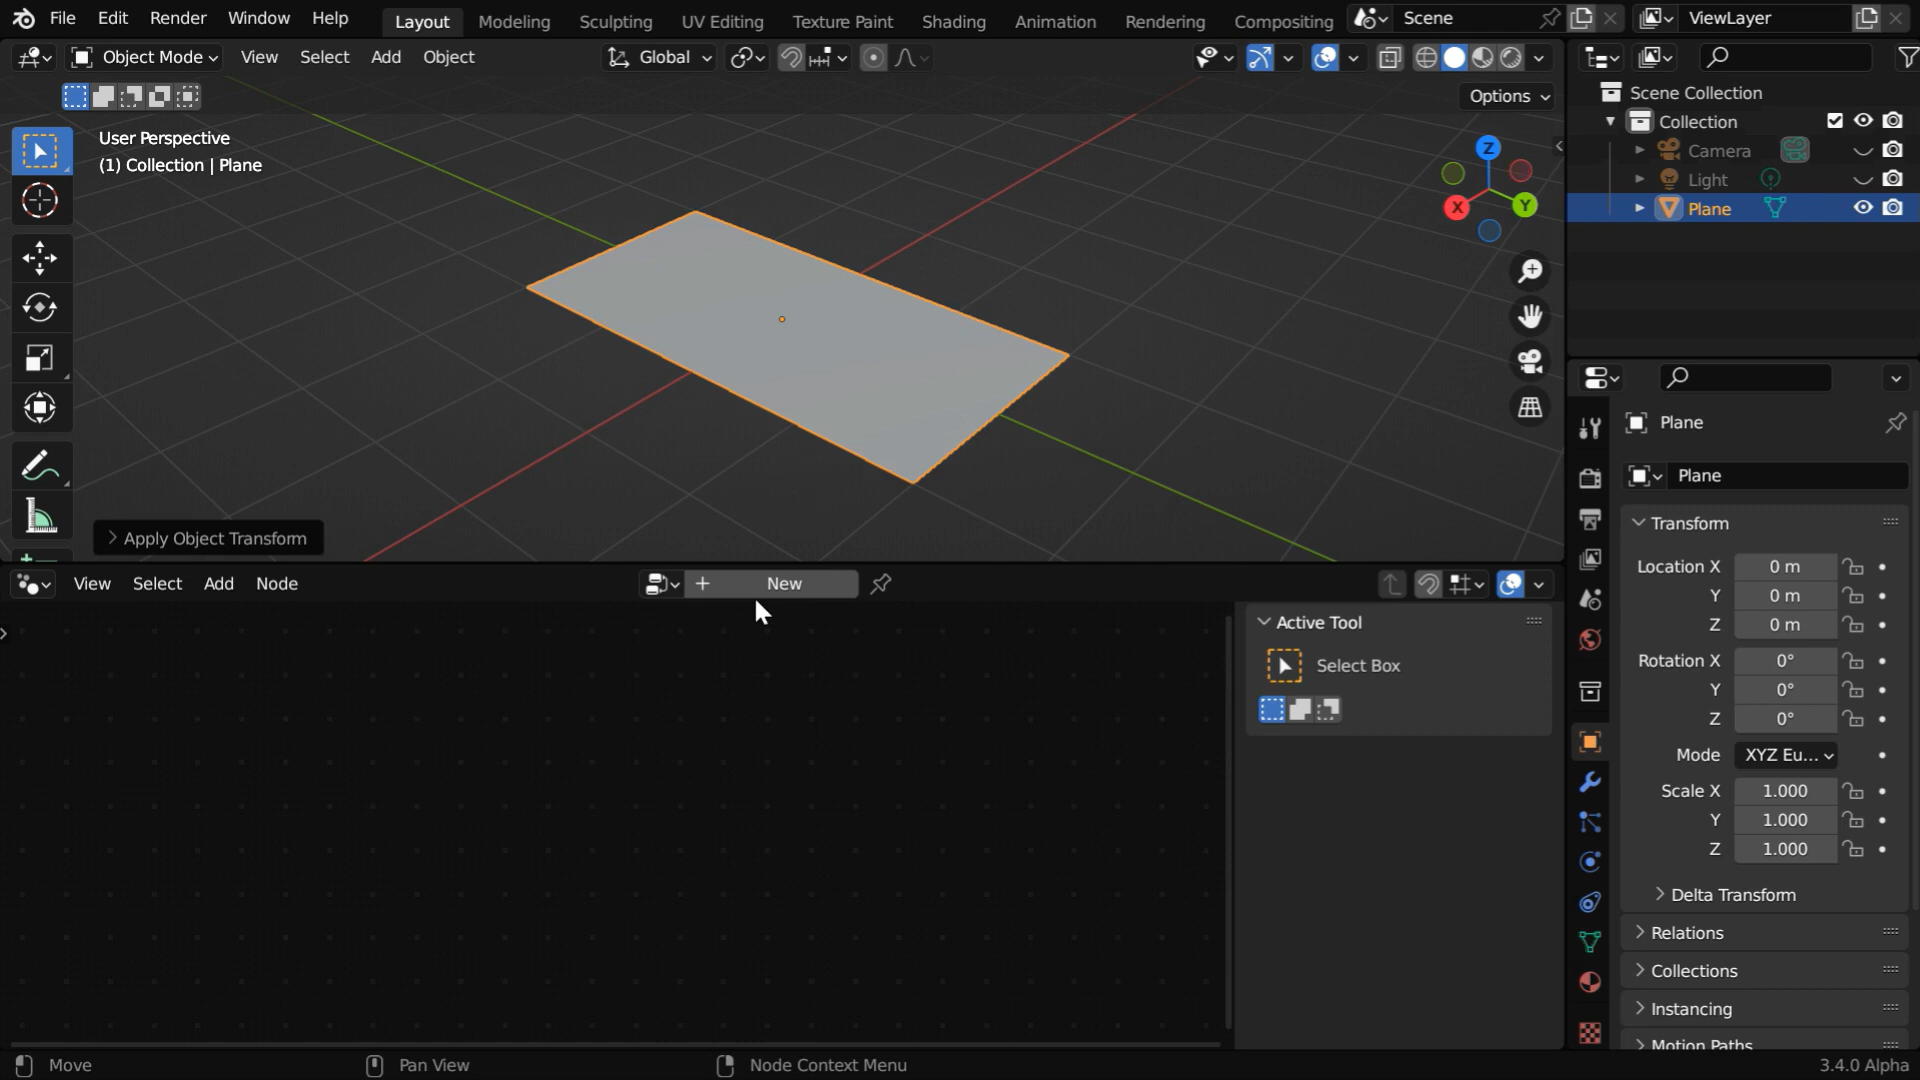 File Edit Render Window Help Layout Modeling Sculpting UV Editing Texture Paint Shading Animation Rendering Compositing Scene ViewLayer
Object Mode View Select Add Object Global
Options
User Perspective
(1) Collection | Plane
Z
X
Y
Apply Object Transform
Scene Collection
Collection
Camera
Light
Plane
Plane
Plane
Transform
Location X 0 m
Y 0 m
Z 0 m
Rotation X 0°
Y 0°
Z 0°
Mode XYZ Eu...
Scale X 1.000
Y 1.000
Z 1.000
Delta Transform
Relations
Collections
Instancing
Motion Paths
View Select Add Node New
Active Tool
Select Box
Move Pan View Node Context Menu 3.4.0 Alpha